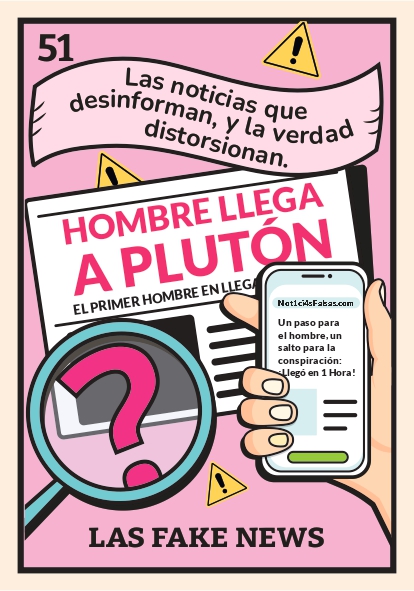 51
Las noticias que
desinforman, y la verdad
distorsionan.
HOMBRE LLEGA
A PLUTÓN
EL PRIMER HOMBRE EN LLEGA
Not1ci4sFalsas.com
Un paso para
el hombre, un
salto para la
conspiración:
¡Llegó en 1 Hora!
?
LAS FAKE NEWS